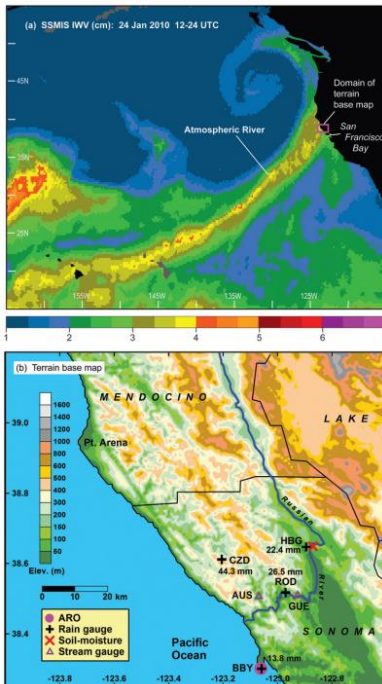 (a) SSMIS IWV (cm): 24 Jan 2010 12-24 UTC
45N
Domain of
terrain
base map
San
Francisco
Bay
Atmospheric River
35N
25N
155W
145W
135W
125W
1 2 3 4 5 6
(b) Terrain base map
MENDOCINO
LAKE
39.0
Pt. Arena
1600
1400
1200
1000
800
600
500
400
300
200
150
100
50
Elev. (m)
38.8
Russian
HBG
22.4 mm
38.6
CZD
44.3 mm
26.5 mm
ROD
River
0 10 20 km
AUS
GUE
SONOMA
ARO
Rain gauge
Soil-moisture
Stream gauge
38.4
Pacific
Ocean
BBY
13.8 mm
-123.8 -123.6 -123.4 -123.2 -123.0 -122.8